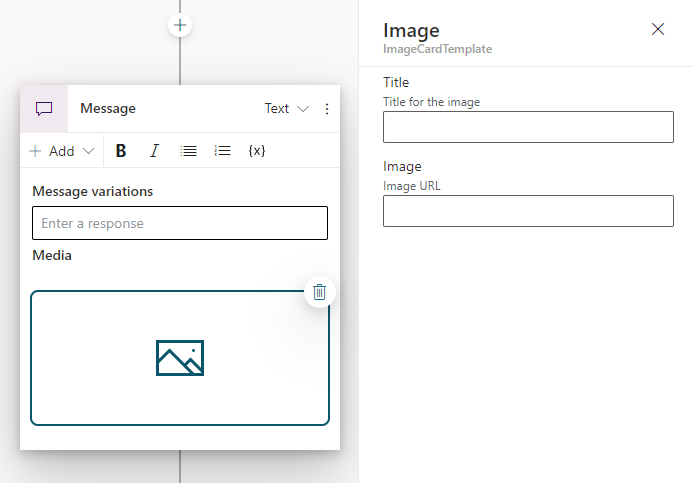 Message
Text
Add
B
I
{x}
Message variations
Enter a response
Media
Image
ImageCardTemplate
Title
Title for the image
Image
Image URL